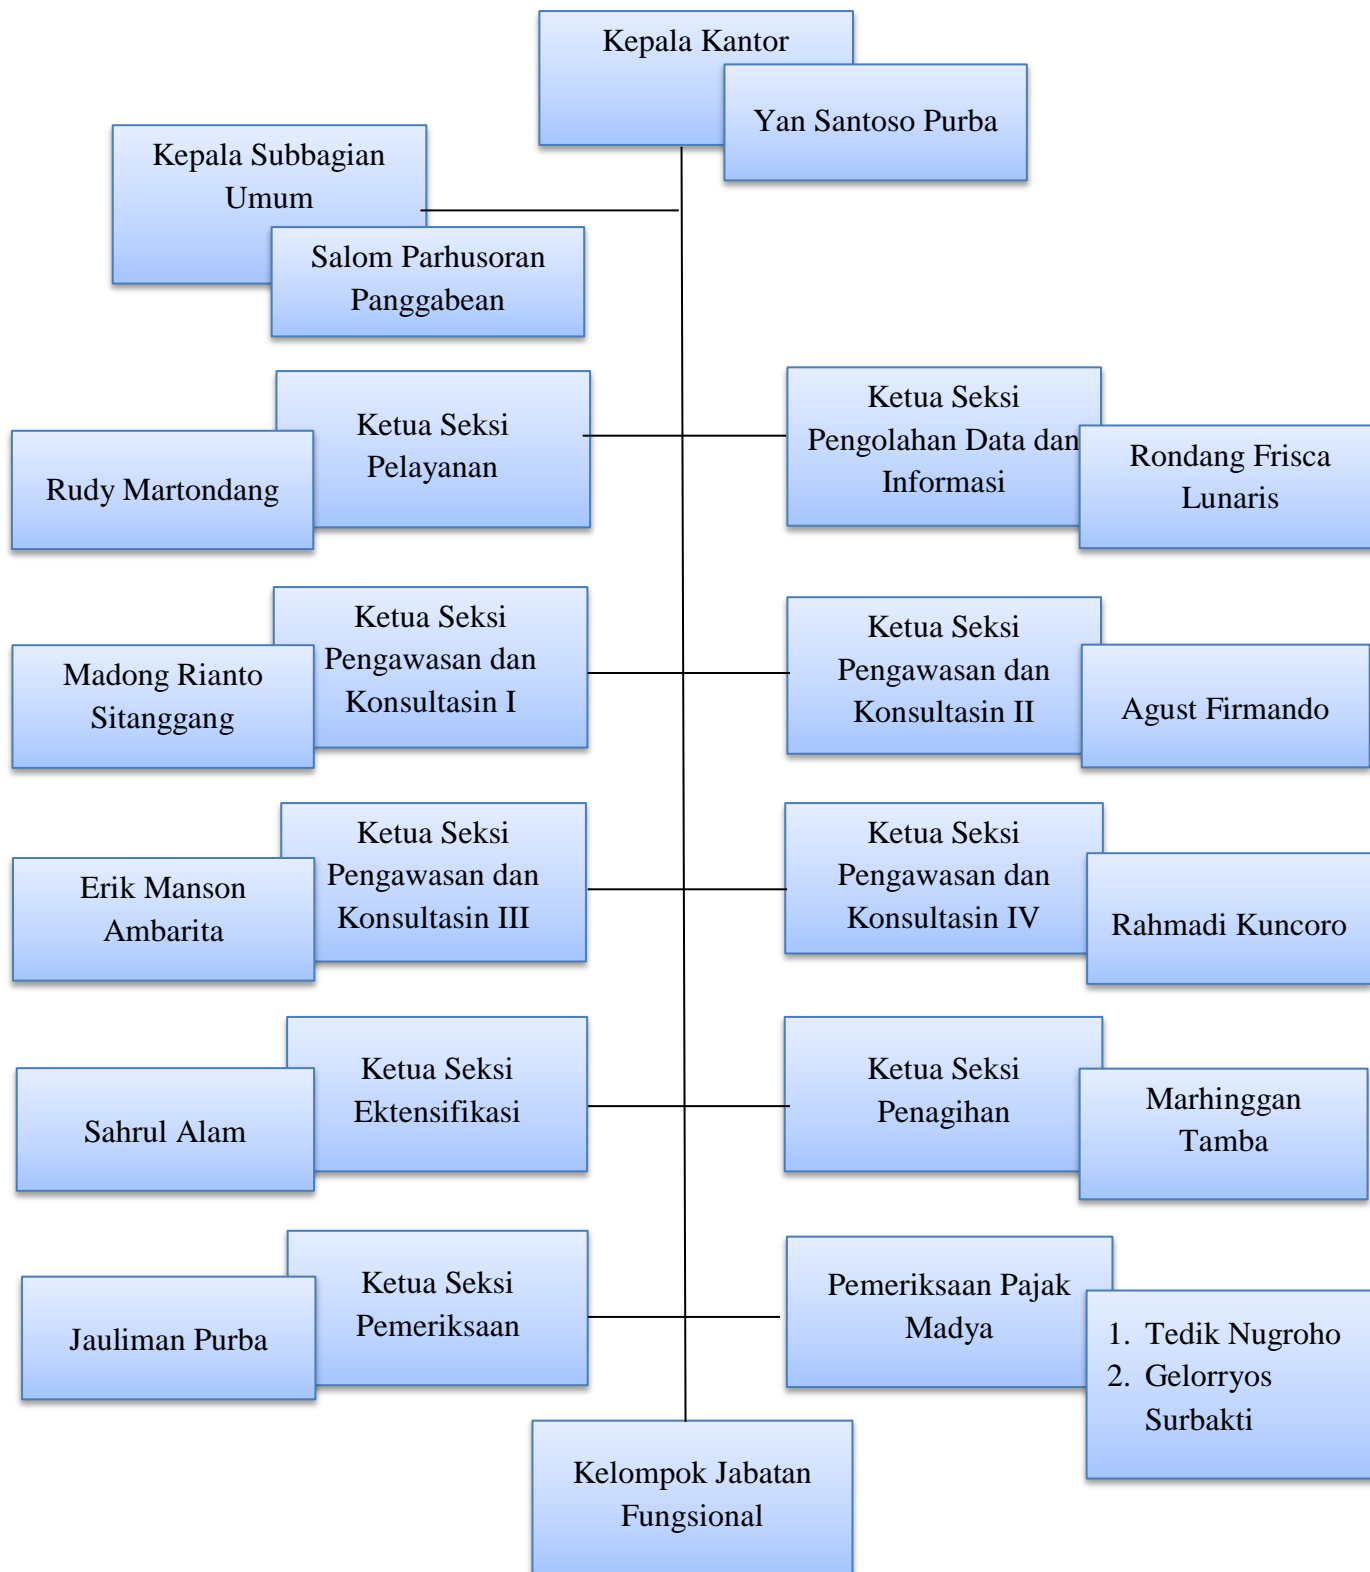 Kepala Kantor
Yan Santoso Purba
Kepala Subbagian
Umum
Salom Parhusoran
Panggabean
Ketua Seksi
Pelayanan
Rudy Martondang
Ketua Seksi
Pengolahan Data dan
Informasi
Rondang Frisca
Lunaris
Ketua Seksi
Pengawasan dan
Konsultasin I
Madong Rianto
Sitanggang
Ketua Seksi
Pengawasan dan
Konsultasin II
Agust Firmando
Ketua Seksi
Pengawasan dan
Konsultasin III
Erik Manson
Ambarita
Ketua Seksi
Pengawasan dan
Konsultasin IV
Rahmadi Kuncoro
Ketua Seksi
Ektensifikasi
Sahrul Alam
Ketua Seksi
Penagihan
Marhinggan
Tamba
Ketua Seksi
Pemeriksaan
Jauliman Purba
Pemeriksaan Pajak
Madya
1. Tedik Nugroho
2. Gelorryos
Surbakti
Kelompok Jabatan
Fungsional